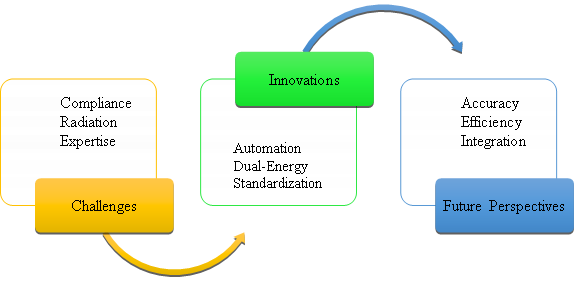 Compliance
Radiation
Expertise
Challenges
Innovations
Automation
Dual-Energy
Standardization
Accuracy
Efficiency
Integration
Future Perspectives